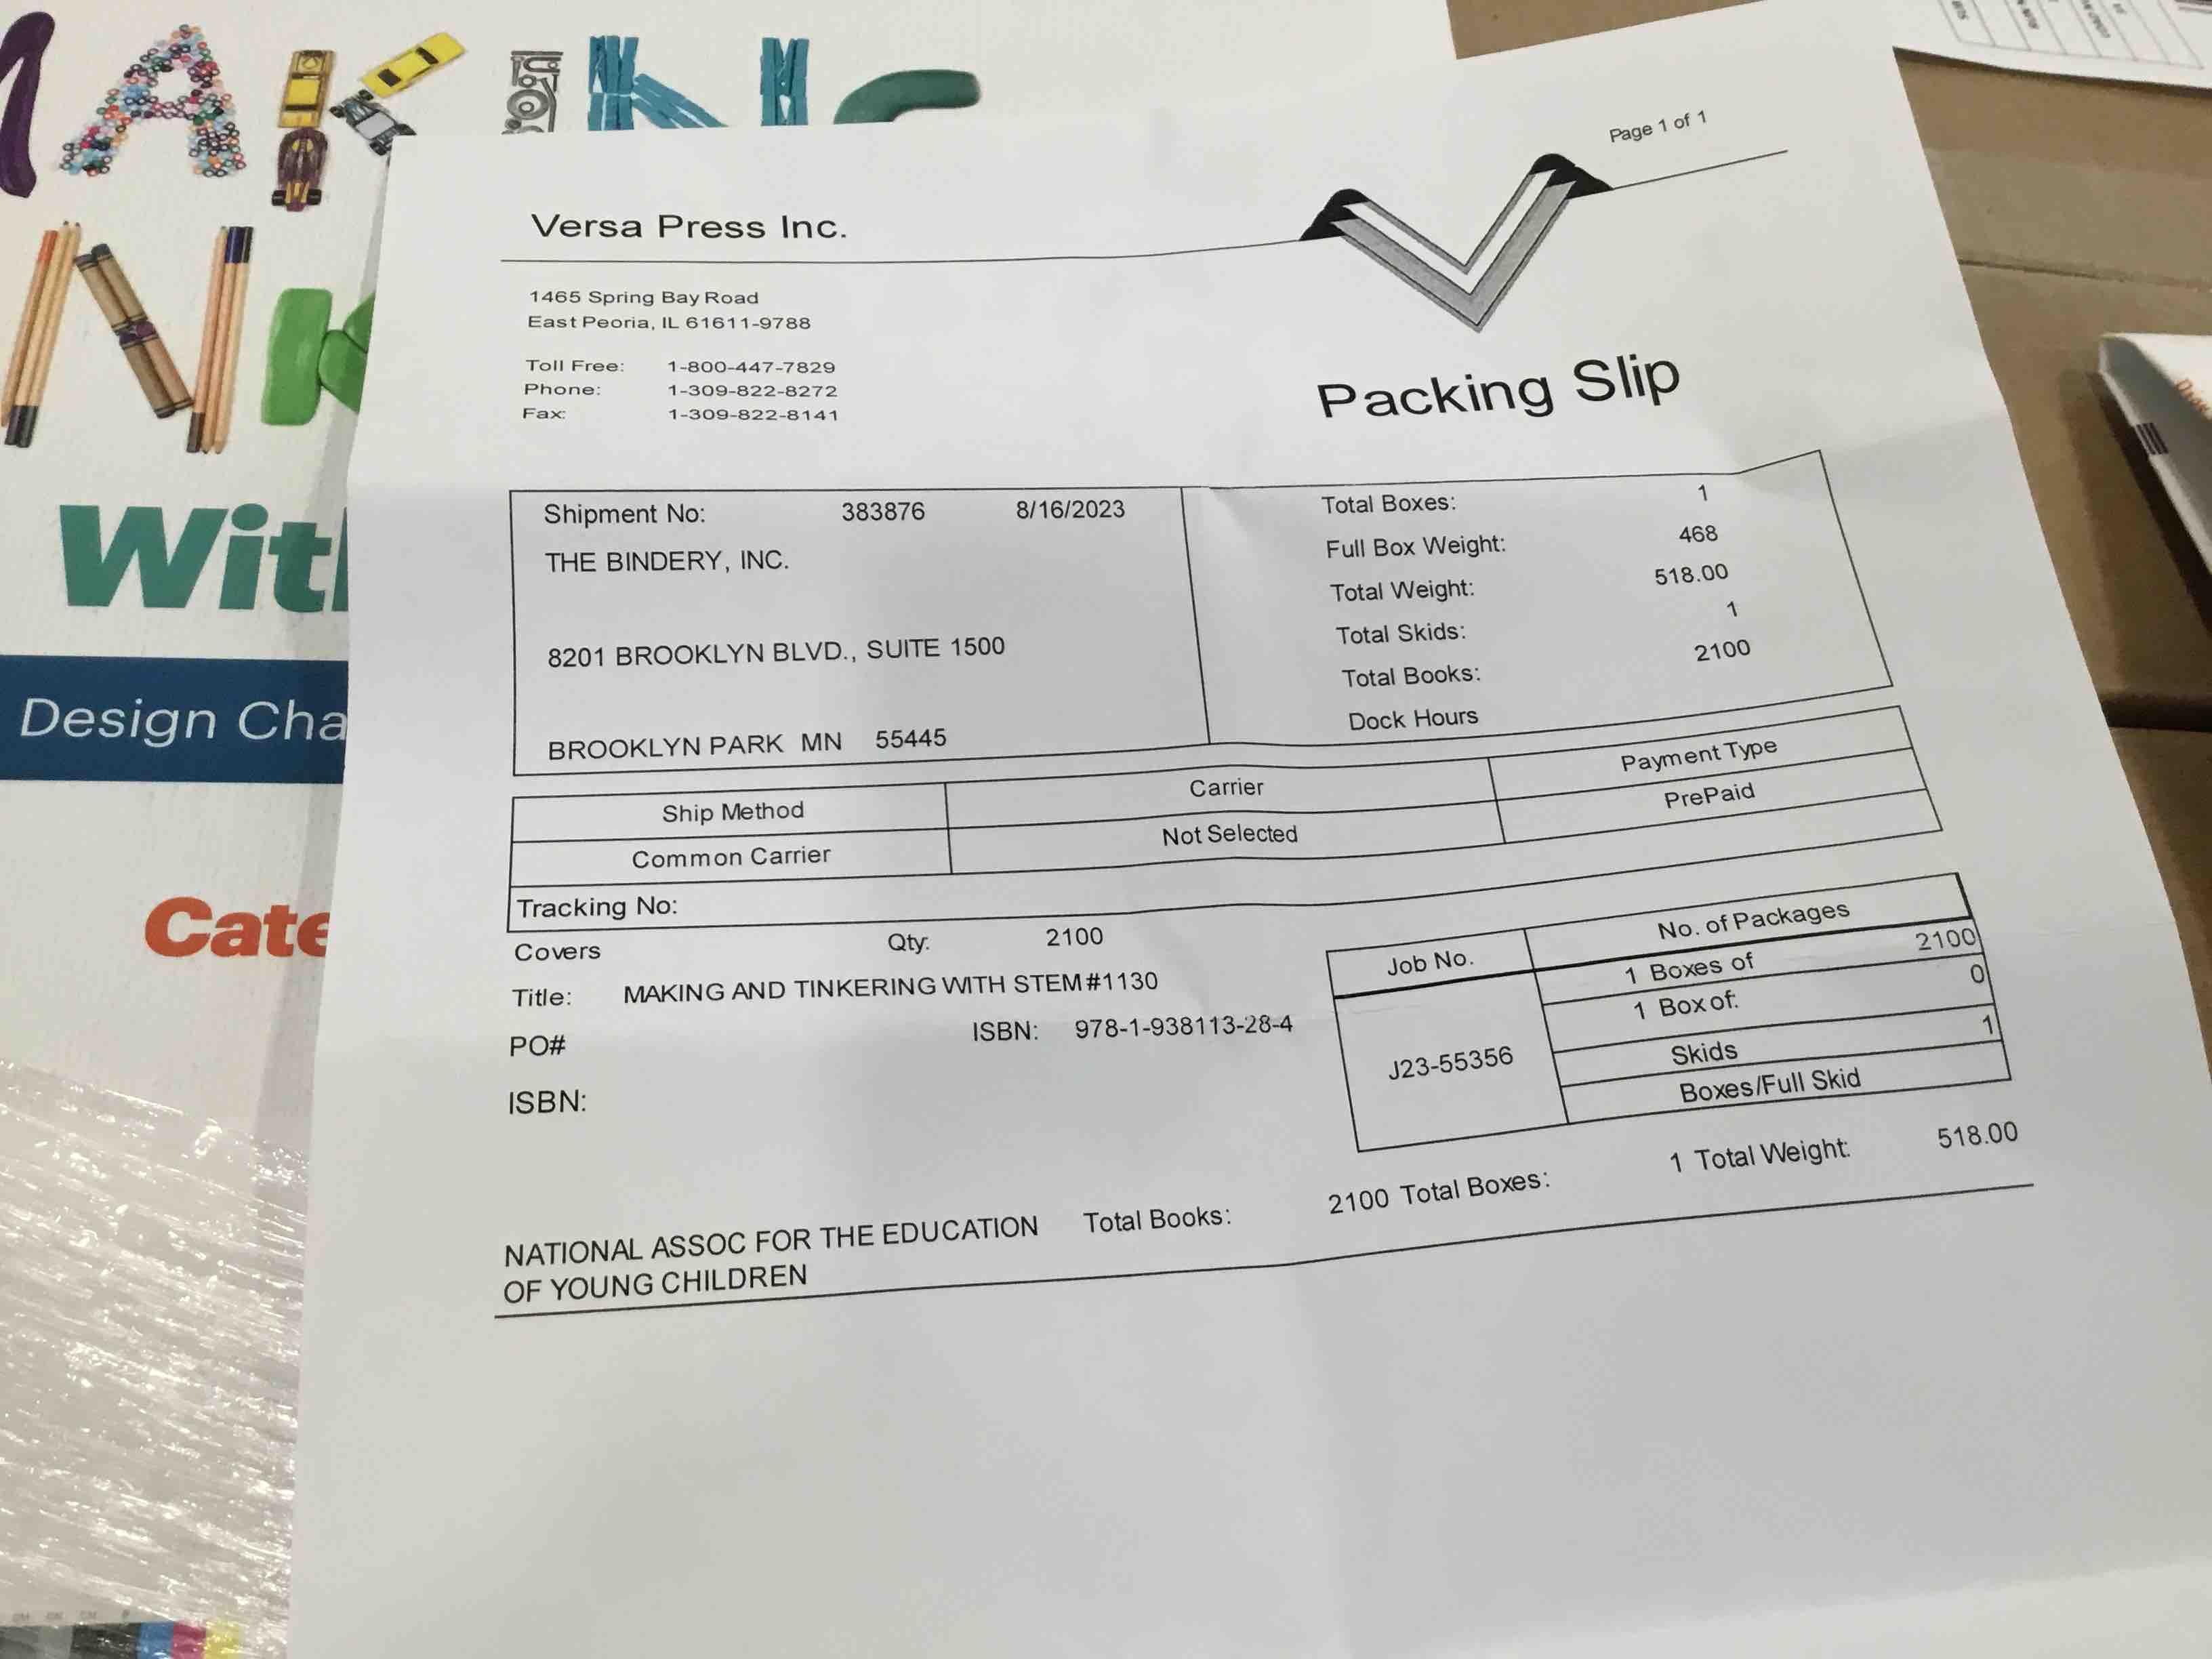 MAKING
With
Design Cha
Cate
Page 1 of 1
Versa Press Inc.
1465 Spring Bay Road
East Peoria, IL 61611-9788
Toll Free: 1-800-447-7829
Phone: 1-309-822-8272
Fax: 1-309-822-8141
Packing Slip
Shipment No: 383876 8/16/2023
THE BINDERY, INC.
8201 BROOKLYN BLVD., SUITE 1500
BROOKLYN PARK MN 55445
Total Boxes: 1
Full Box Weight: 468
Total Weight: 518.00
Total Skids: 1
Total Books: 2100
Dock Hours
Ship Method Carrier Payment Type
Common Carrier Not Selected PrePaid
Tracking No:
Covers Qty: 2100
Title: MAKING AND TINKERING WITH STEM #1130
PO# ISBN: 978-1-938113-28-4
ISBN:
Job No. No. of Packages
J23-55356
1 Boxes of 2100
1 Box of: 0
Skids 1
Boxes/Full Skid
NATIONAL ASSOC FOR THE EDUCATION Total Books: 2100 Total Boxes: 1 Total Weight: 518.00
OF YOUNG CHILDREN